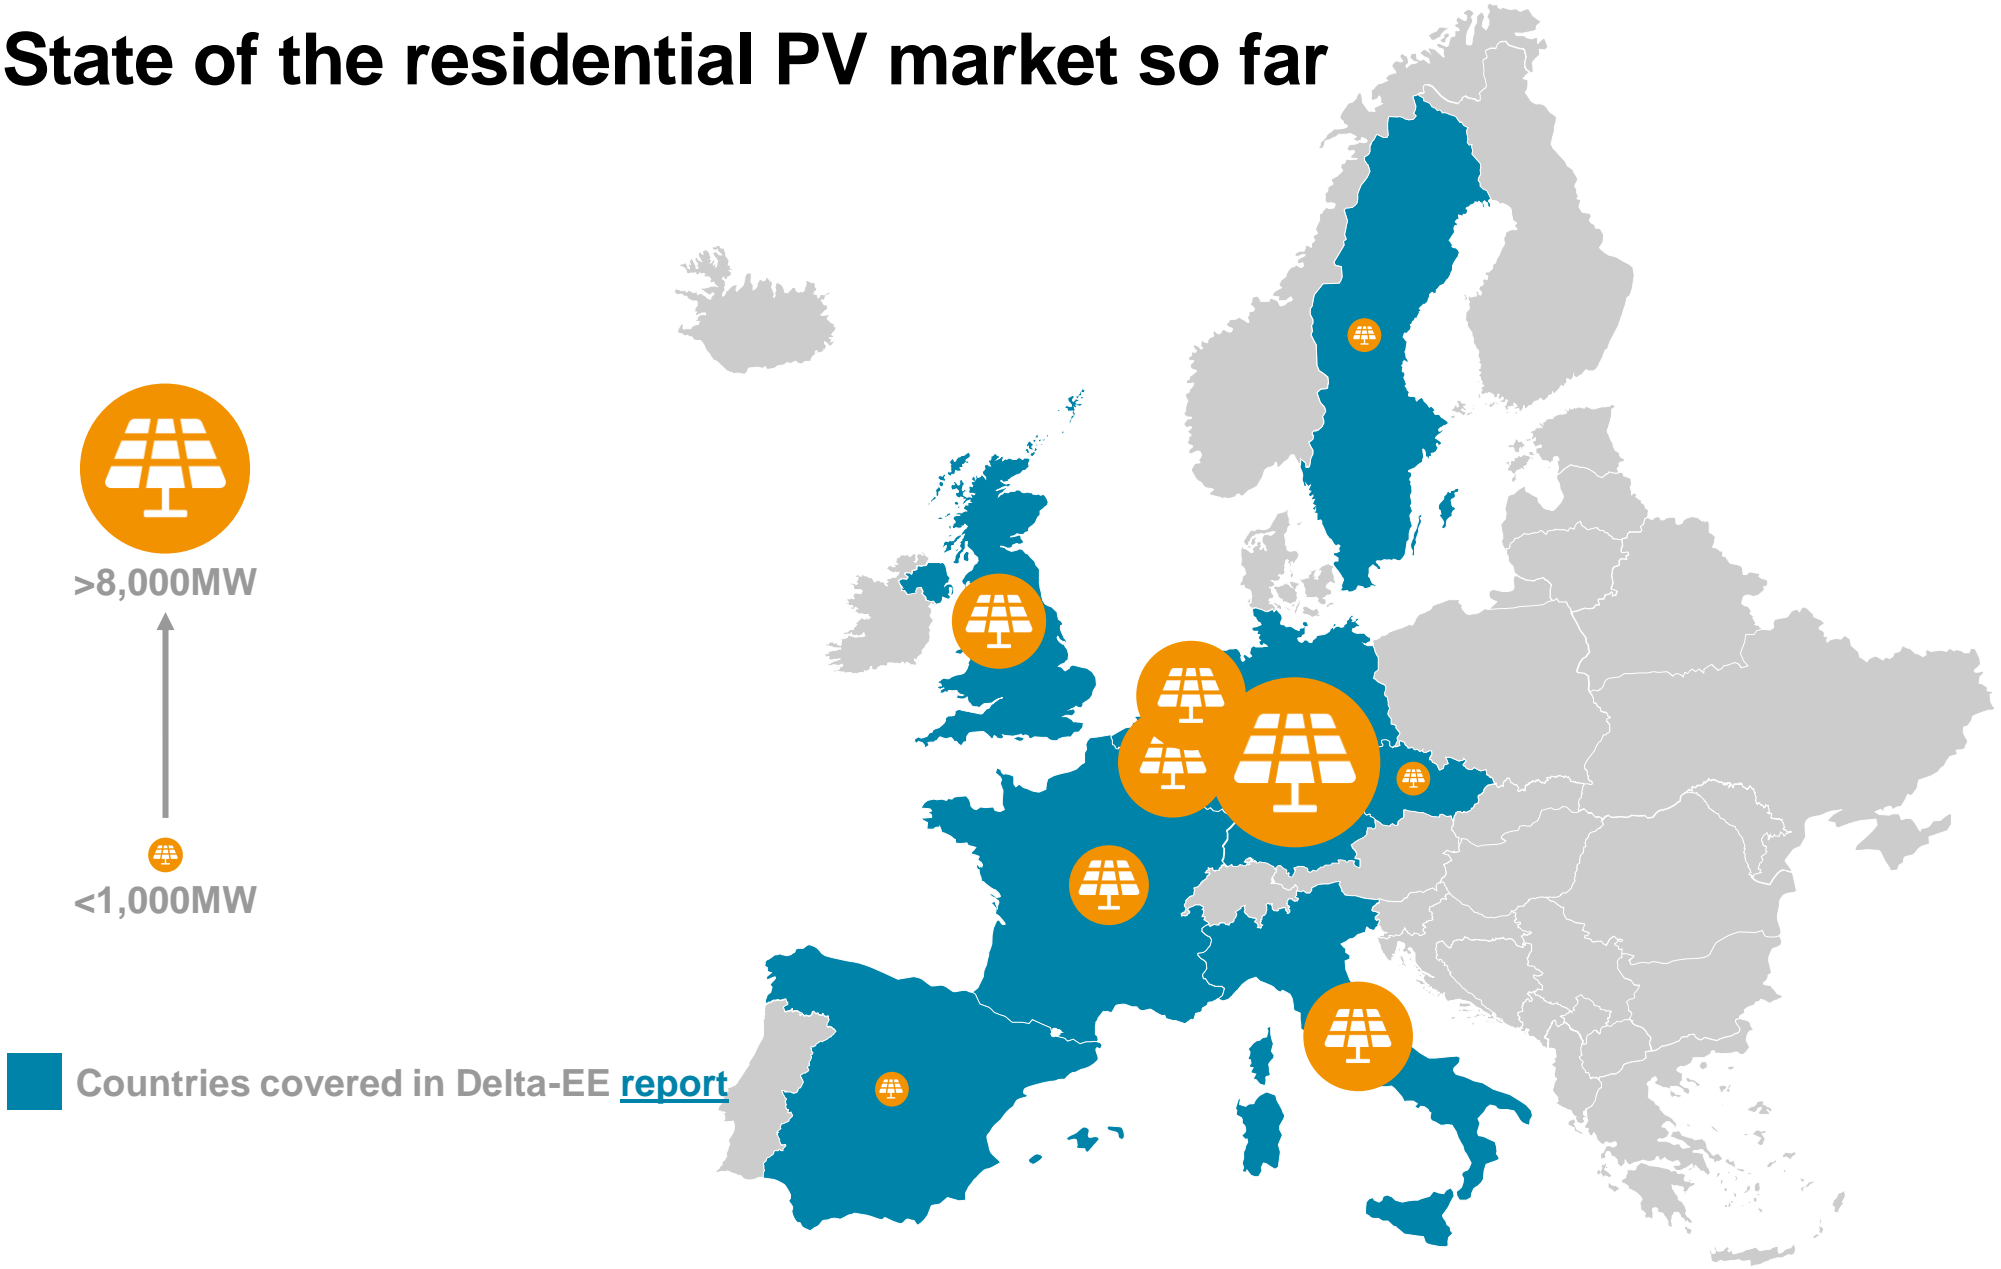 State of the residential PV market so far
>8,000MW
<1,000MW
Countries covered in Delta-EE report